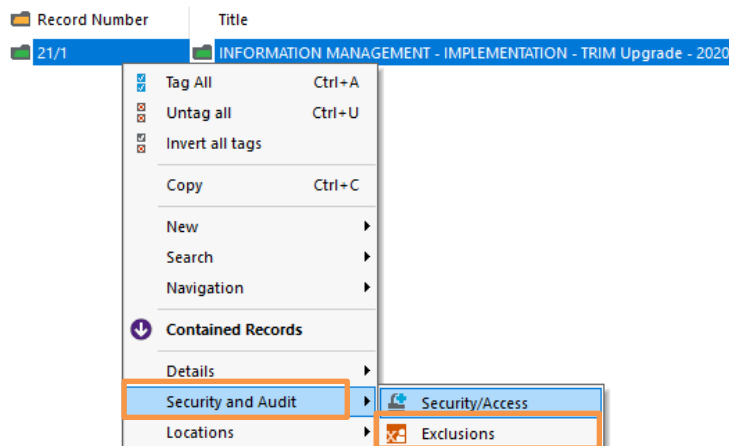 Record Number Title
21/1 INFORMATION MANAGEMENT - IMPLEMENTATION - TRIM Upgrade - 2020
Tag All Ctrl+A
Untag all Ctrl+U
Invert all tags
Copy Ctrl+C
New
Search
Navigation
Contained Records
Details
Security and Audit Security/Access
Locations Exclusions